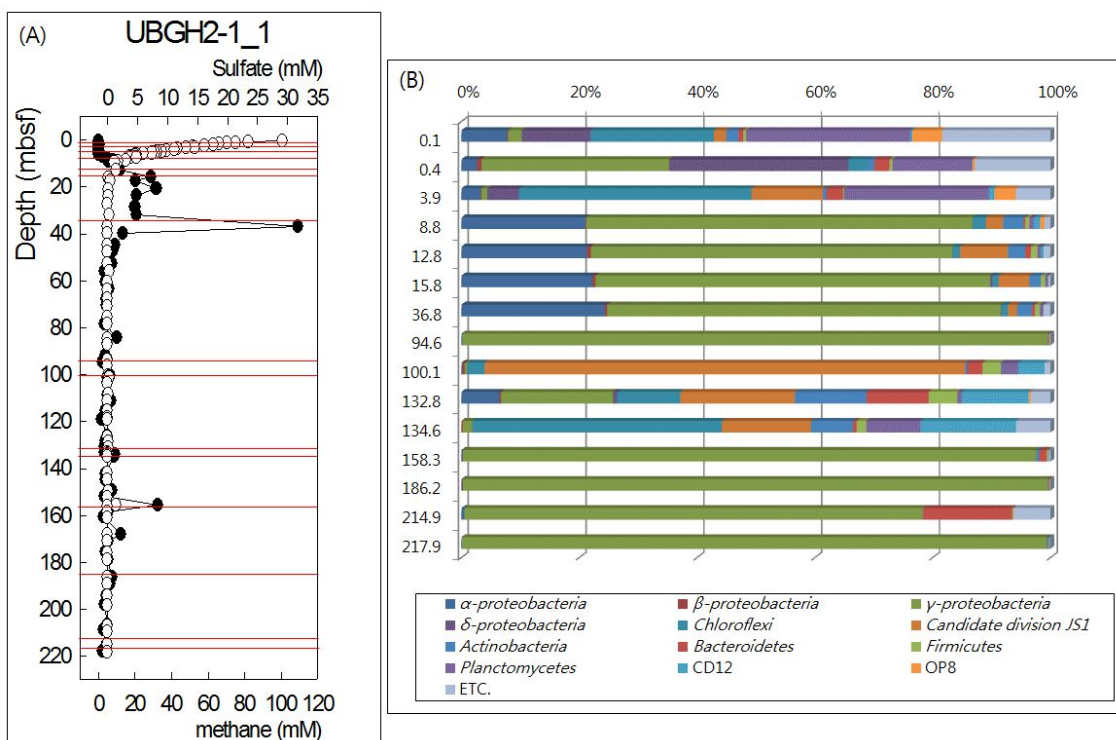 (A)
UBGH2-1_1
Sulfate (mM)
0 5 10 15 20 25 30 35
Depth (mbsf)
0
20
40
60
80
100
120
140
160
180
200
220
0 20 40 60 80 100 120
methane (mM)
(B)
0% 20% 40% 60% 80% 100%
0.1
0.4
3.9
8.8
12.8
15.8
36.8
94.6
100.1
132.8
134.6
158.3
186.2
214.9
217.9
α-proteobacteria β-proteobacteria γ-proteobacteria
δ-proteobacteria Chloroflexi Candidate division JS1
Actinobacteria Bacteroidetes Firmicutes
Planctomycetes CD12 OP8
ETC.